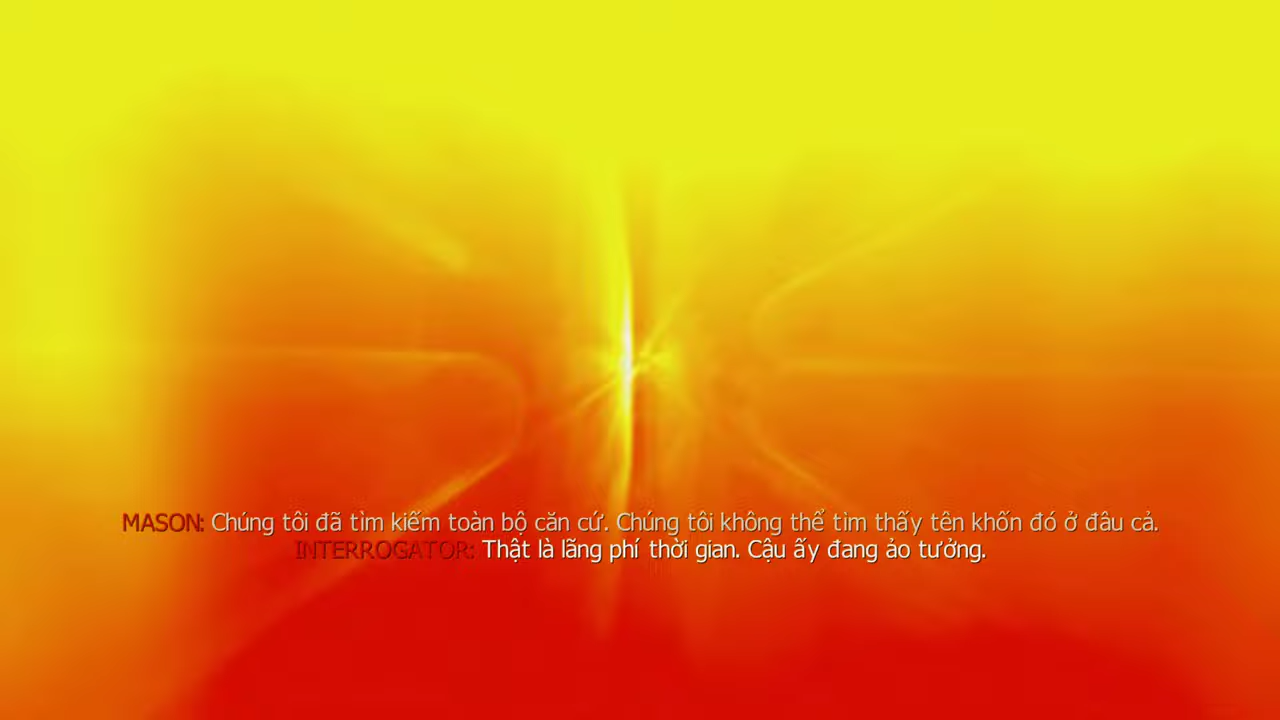 MASON: Chúng tôi đã tìm kiếm toàn bộ căn cứ. Chúng tôi không thể tìm thấy tên khốn đó ở đâu cả.
INTERROGATOR: Thật là lãng phí thời gian. Cậu ấy đang ảo tưởng.